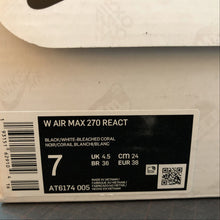 W AIR MAX 270 REACT
BLACK/WHITE-BLEACHED CORAL
NOIR/CORAIL BLANCHI/BLANC
7
UK 4.5
cm 24
BR 36
EUR 38
AT6174 005